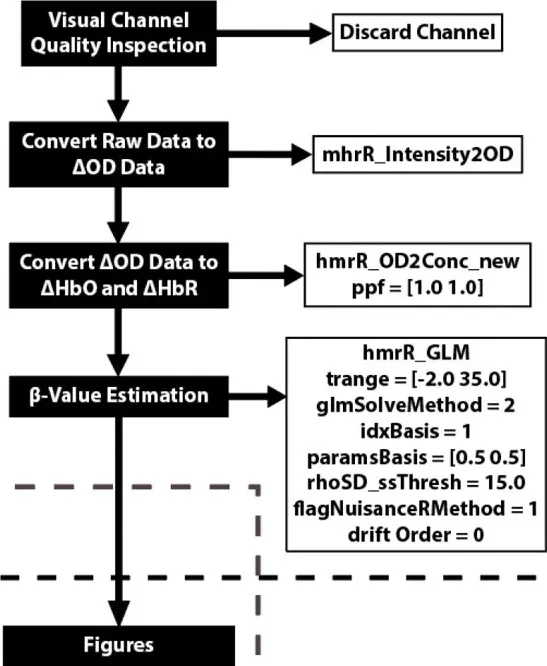 Visual Channel
Quality Inspection
Discard Channel
Convert Raw Data to
ΔOD Data
mhrR_Intensity2OD
Convert ΔOD Data to
ΔHbO and ΔHbR
hmrR_OD2Conc_new
ppf = [1.0 1.0]
β-Value Estimation
hmrR_GLM
trange = [-2.0 35.0]
glmSolveMethod = 2
idxBasis = 1
paramsBasis = [0.5 0.5]
rhoSD_ssThresh = 15.0
flagNuisanceRMethod = 1
drift Order = 0
Figures